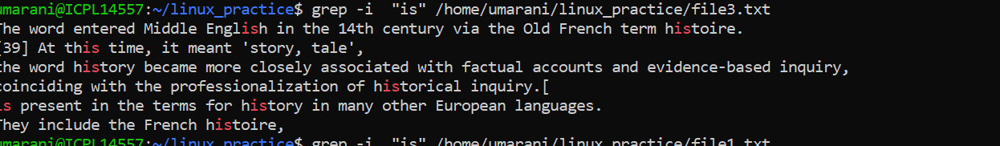 umarani@ICPL14557:~/linux_practice$ grep -i  "is" /home/umarani/linux_practice/file3.txt
The word entered Middle English in the 14th century via the Old French term histoire.
[39] At this time, it meant 'story, tale',
the word history became more closely associated with factual accounts and evidence-based inquiry,
coinciding with the professionalization of historical inquiry.[
is present in the terms for history in many other European languages.
They include the French histoire,
umarani@ICPL14557:~/linux_practice$ grep -i  "is" /home/umarani/linux_practice/file1.txt